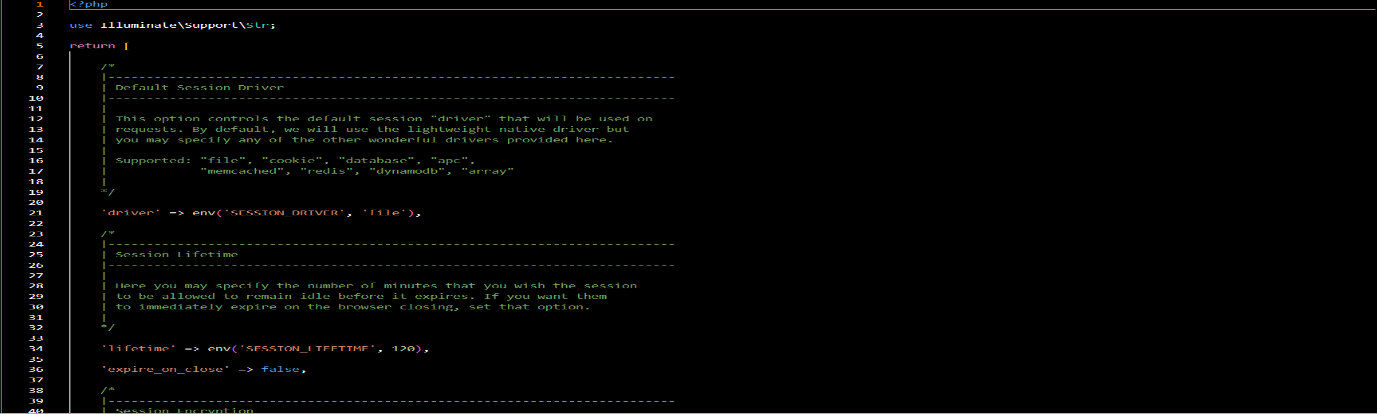 1 <?php
2
3 use Illuminate\Support\Str;
4
5 return [
6
7 /*
8 |--------------------------------------------------------------------------
9 | Default Session Driver
10 |--------------------------------------------------------------------------
11 |
12 | This option controls the default session "driver" that will be used on
13 | requests. By default, we will use the lightweight native driver but
14 | you may specify any of the other wonderful drivers provided here.
15 |
16 | Supported: "file", "cookie", "database", "apc",
17 | "memcached", "redis", "dynamodb", "array"
18 |
19 */
20
21 'driver' => env('SESSION_DRIVER', 'file'),
22
23 /*
24 |--------------------------------------------------------------------------
25 | Session Lifetime
26 |--------------------------------------------------------------------------
27 |
28 | Here you may specify the number of minutes that you wish the session
29 | to be allowed to remain idle before it expires. If you want them
30 | to immediately expire on the browser closing, set that option.
31 |
32 */
33
34 'lifetime' => env('SESSION_LIFETIME', 120),
35
36 'expire_on_close' => false,
37
38 /*
39 |--------------------------------------------------------------------------
40 | Session Encryption